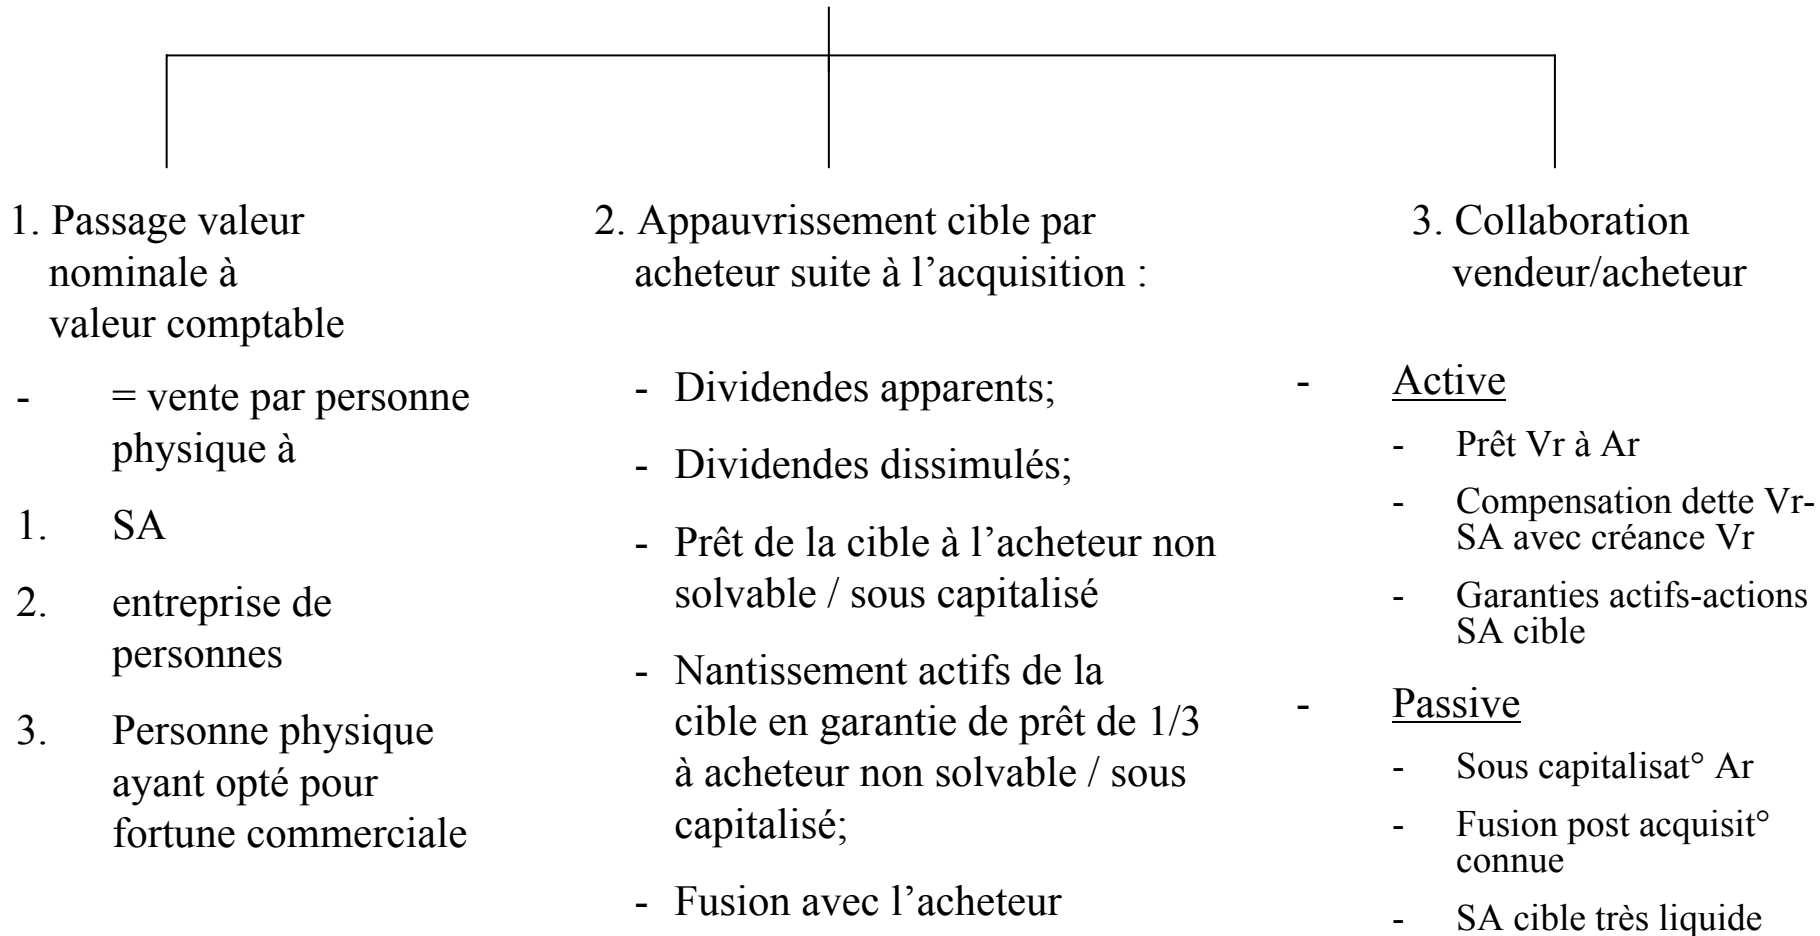 1. Passage valeur
nominale à
valeur comptable
- = vente par personne
physique à
1. SA
2. entreprise de
personnes
3. Personne physique
ayant opté pour
fortune commerciale
2. Appauvrissement cible par
acheteur suite à l’acquisition :
- Dividendes apparents;
- Dividendes dissimulés;
- Prêt de la cible à l’acheteur non
solvable / sous capitalisé
- Nantissement actifs de la
cible en garantie de prêt de 1/3
à acheteur non solvable / sous
capitalisé;
- Fusion avec l’acheteur
3. Collaboration
vendeur/acheteur
- Active
- Prêt Vr à Ar
- Compensation dette Vr-
SA avec créance Vr
- Garanties actifs-actions
SA cible
- Passive
- Sous capitalisat° Ar
- Fusion post acquisit°
connue
- SA cible très liquide